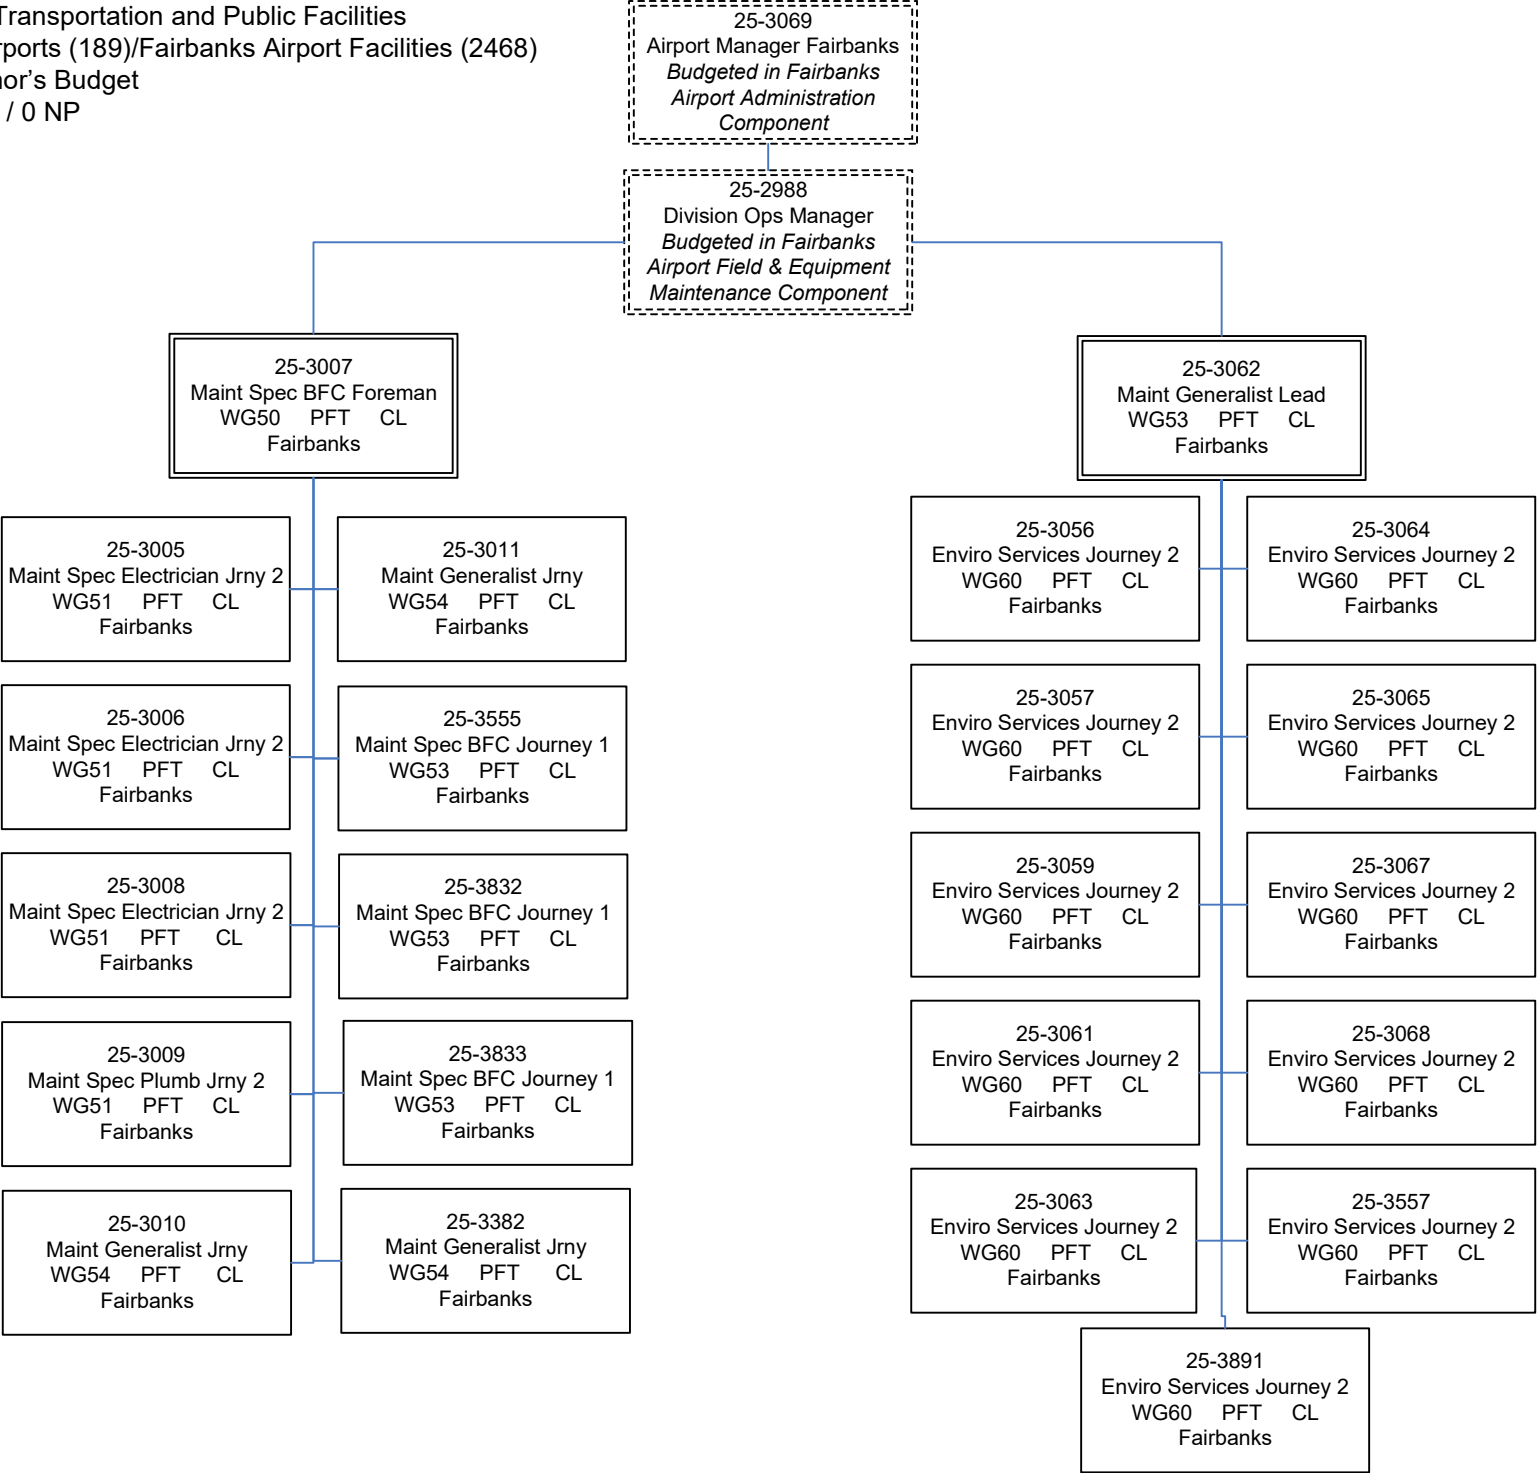 Transportation and Public Facilities
rports (189)/Fairbanks Airport Facilities (2468)
nor’s Budget
/ 0 NP
25-3069
Airport Manager Fairbanks
Budgeted in Fairbanks
Airport Administration
Component
25-2988
Division Ops Manager
Budgeted in Fairbanks
Airport Field & Equipment
Maintenance Component
25-3007
Maint Spec BFC Foreman
WG50 PFT CL
Fairbanks
25-3062
Maint Generalist Lead
WG53 PFT CL
Fairbanks
25-3005
Maint Spec Electrician Jrny 2
WG51 PFT CL
Fairbanks
25-3011
Maint Generalist Jrny
WG54 PFT CL
Fairbanks
25-3006
Maint Spec Electrician Jrny 2
WG51 PFT CL
Fairbanks
25-3555
Maint Spec BFC Journey 1
WG53 PFT CL
Fairbanks
25-3008
Maint Spec Electrician Jrny 2
WG51 PFT CL
Fairbanks
25-3832
Maint Spec BFC Journey 1
WG53 PFT CL
Fairbanks
25-3009
Maint Spec Plumb Jrny 2
WG51 PFT CL
Fairbanks
25-3833
Maint Spec BFC Journey 1
WG53 PFT CL
Fairbanks
25-3010
Maint Generalist Jrny
WG54 PFT CL
Fairbanks
25-3382
Maint Generalist Jrny
WG54 PFT CL
Fairbanks
25-3056
Enviro Services Journey 2
WG60 PFT CL
Fairbanks
25-3064
Enviro Services Journey 2
WG60 PFT CL
Fairbanks
25-3057
Enviro Services Journey 2
WG60 PFT CL
Fairbanks
25-3065
Enviro Services Journey 2
WG60 PFT CL
Fairbanks
25-3059
Enviro Services Journey 2
WG60 PFT CL
Fairbanks
25-3067
Enviro Services Journey 2
WG60 PFT CL
Fairbanks
25-3061
Enviro Services Journey 2
WG60 PFT CL
Fairbanks
25-3068
Enviro Services Journey 2
WG60 PFT CL
Fairbanks
25-3063
Enviro Services Journey 2
WG60 PFT CL
Fairbanks
25-3557
Enviro Services Journey 2
WG60 PFT CL
Fairbanks
25-3891
Enviro Services Journey 2
WG60 PFT CL
Fairbanks